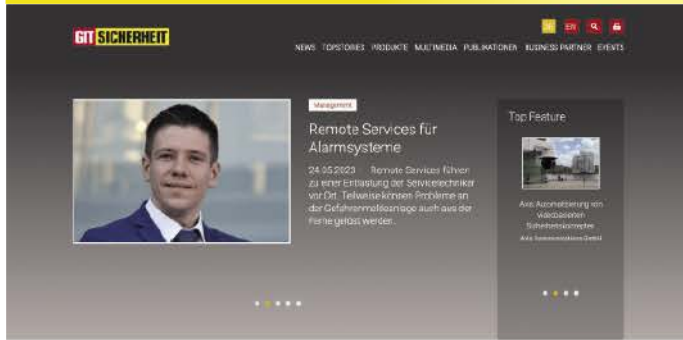 GIT SICHERHEIT
DE EN
NEWS TOPSTORIES PRODUKTE MULTIMEDIA PUBLIKATIONEN BUSINESS PARTNER EVENTS
Management
Remote Services für
Alarmsysteme
24.05.2023 Remote Services führen
zu einer Entlastung der Servicetechniker
vor Ort. Teilweise können Probleme an
der Gefahrenmeldeanlage auch aus der
Ferne gelöst werden.
Top Feature
Axis: Automatisierung von
videobasierten
Sicherheitskonzepten
Axis Communications GmbH